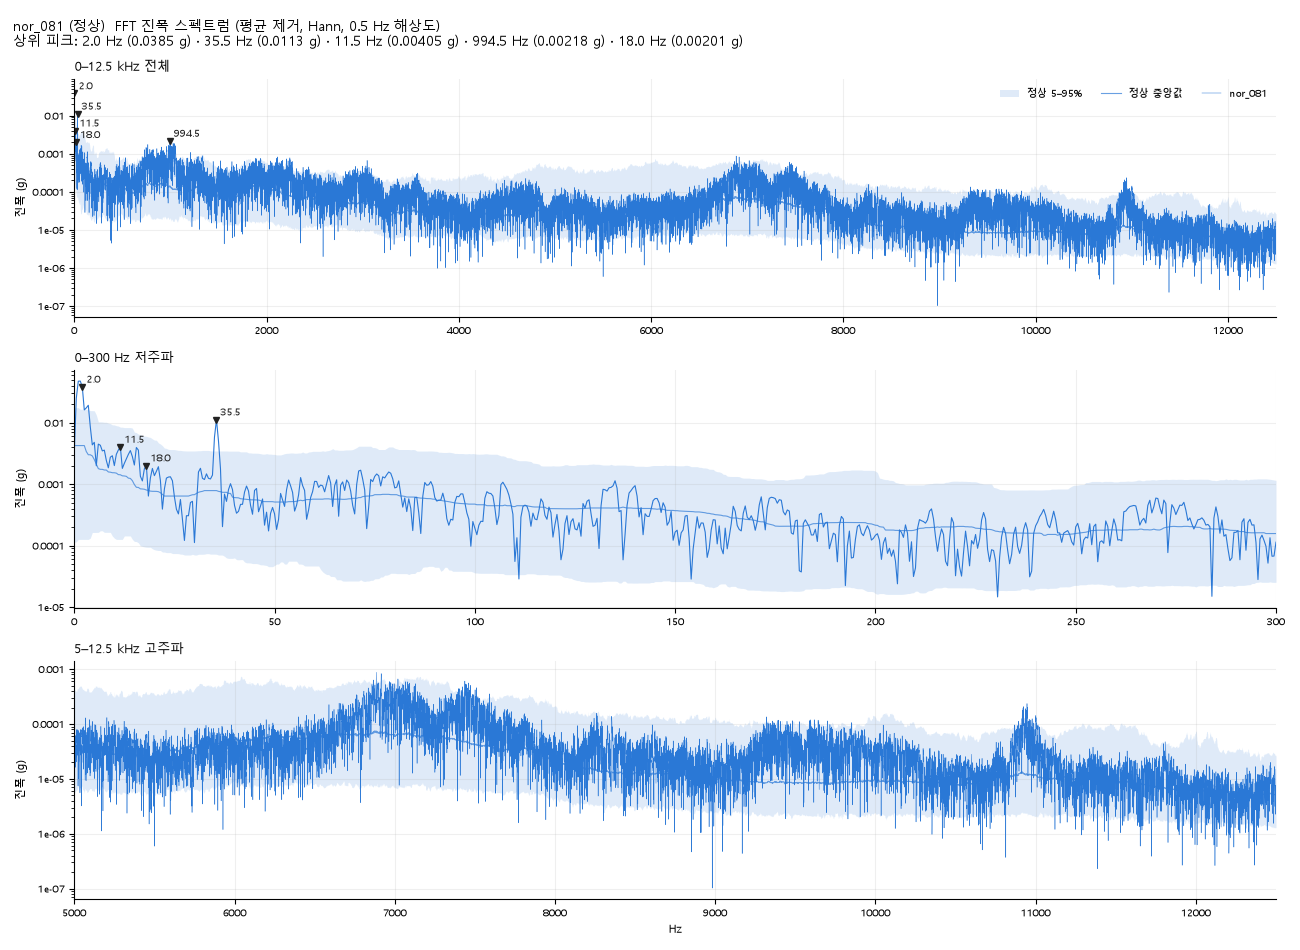 nor_081 (정상)  FFT 진폭 스펙트럼 (평균 제거, Hann, 0.5 Hz 해상도)
상위 피크: 2.0 Hz (0.0385 g) · 35.5 Hz (0.0113 g) · 11.5 Hz (0.00405 g) · 994.5 Hz (0.00218 g) · 18.0 Hz (0.00201 g)
0–12.5 kHz 전체
정상 5–95%  정상 중앙값  nor_081
2.0
35.5
11.5
18.0
994.5
진폭 (g)
0.01
0.001
0.0001
1e-05
1e-06
1e-07
0 2000 4000 6000 8000 10000 12000
0–300 Hz 저주파
2.0
35.5
11.5
18.0
진폭 (g)
0.01
0.001
0.0001
1e-05
0 50 100 150 200 250 300
5–12.5 kHz 고주파
진폭 (g)
0.001
0.0001
1e-05
1e-06
1e-07
5000 6000 7000 8000 9000 10000 11000 12000
Hz